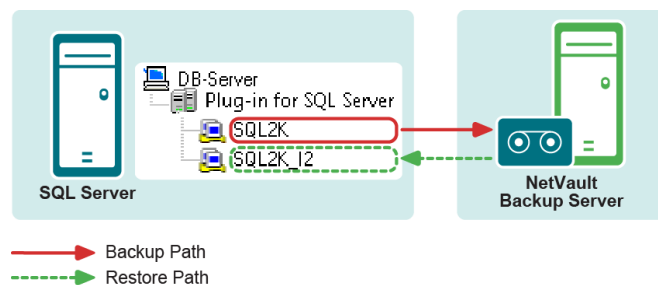 DB-Server
Plug-in for SQL Server
SQL2K
SQL2K_I2
SQL Server
NetVault
Backup Server
Backup Path
Restore Path